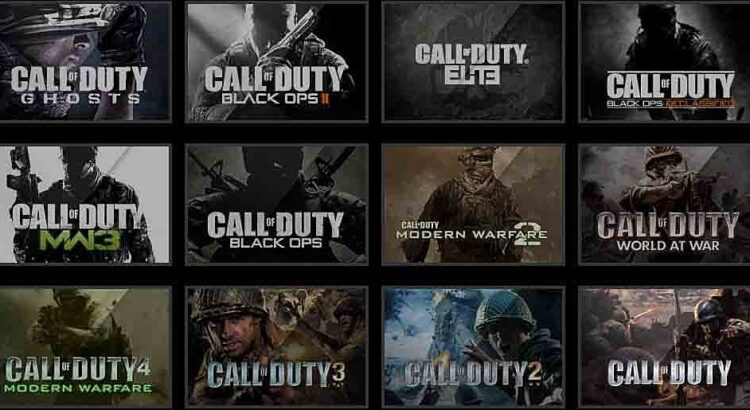 CALL OF DUTY
GHOSTS
CALL OF DUTY
BLACK OPS II
CALL OF DUTY
ELITE
CALL OF DUTY
BLACK OPS DECLASSIFIED
CALL OF DUTY
MW3
CALL OF DUTY
BLACK OPS
CALL OF DUTY
MODERN WARFARE 2
CALL OF DUTY
WORLD AT WAR
CALL OF DUTY 4
MODERN WARFARE
CALL OF DUTY 3
CALL OF DUTY 2
CALL OF DUTY